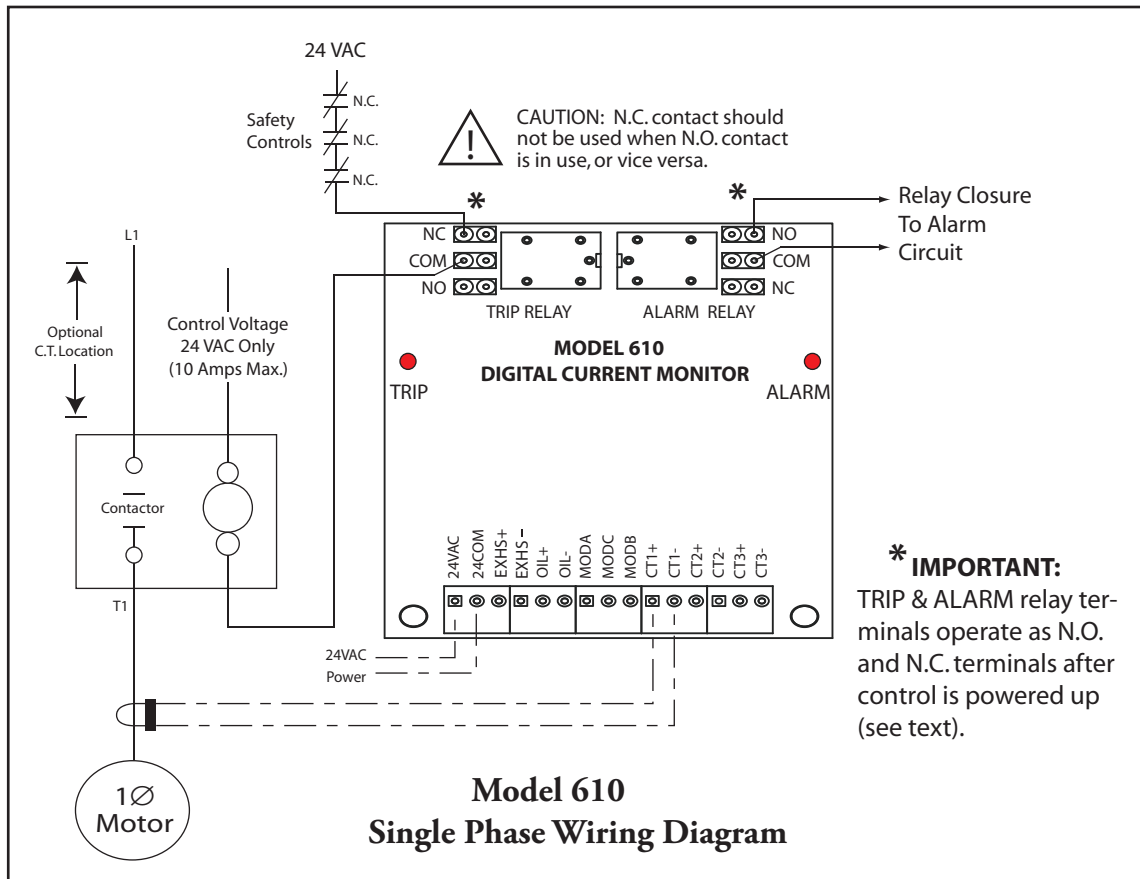 24 VAC
Safety
Controls
N.C.
N.C.
N.C.
CAUTION: N.C. contact should
not be used when N.O. contact
is in use, or vice versa.
*
*
Relay Closure
To Alarm
Circuit
NC
COM
NO
NO
COM
NC
TRIP RELAY
ALARM RELAY
MODEL 610
DIGITAL CURRENT MONITOR
TRIP
ALARM
L1
Optional
C.T. Location
Control Voltage
24 VAC Only
(10 Amps Max.)
Contactor
T1
24VAC
24COM
EXHS+
EXHS-
OIL+
OIL-
MODA
MODC
MODB
CT1+
CT1-
CT2+
CT2-
CT3+
CT3-
24VAC
Power
* IMPORTANT:
TRIP & ALARM relay ter-
minals operate as N.O.
and N.C. terminals after
control is powered up
(see text).
1Ø
Motor
Model 610
Single Phase Wiring Diagram